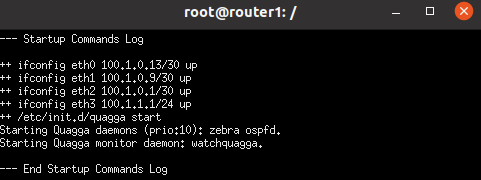 root@router1: /
--- Startup Commands Log
++ ifconfig eth0 100.1.0.13/30 up
++ ifconfig eth1 100.1.0.9/30 up
++ ifconfig eth2 100.1.0.1/30 up
++ ifconfig eth3 100.1.1.1/24 up
++ /etc/init.d/quagga start
Starting Quagga daemons (prio:10): zebra ospfd.
Starting Quagga monitor daemon: watchquagga.
--- End Startup Commands Log